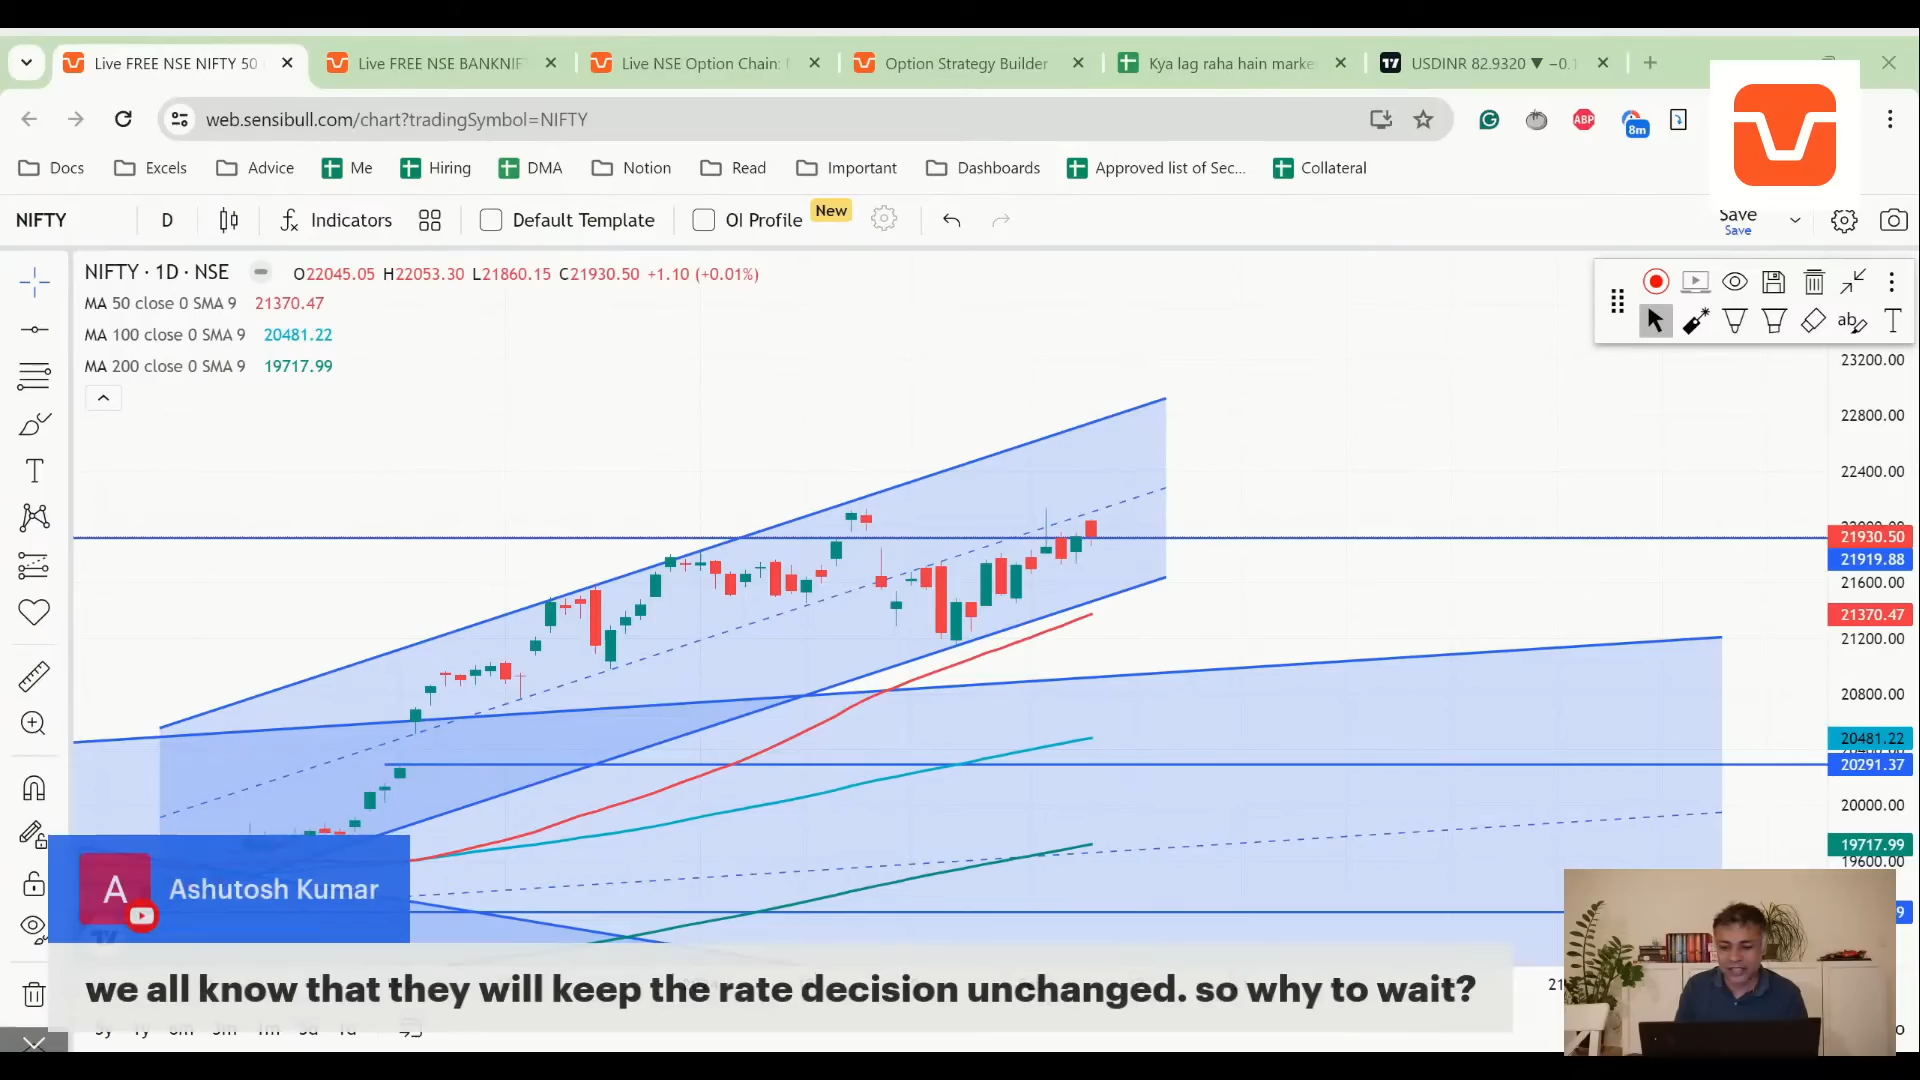 Live FREE NSE NIFTY 50
Live FREE NSE BANKNIF
Live NSE Option Chain:
Option Strategy Builder
Kya lag raha hain marke
USDINR 82.9320 ▼ −0.1
web.sensibull.com/chart?tradingSymbol=NIFTY
ABP
8m
Docs
Excels
Advice
Me
Hiring
DMA
Notion
Read
Important
Dashboards
Approved list of Sec...
Collateral
NIFTY
D
Indicators
Default Template
OI Profile
New
Save
Save
NIFTY · 1D · NSE
O22045.05 H22053.30 L21860.15 C21930.50 +1.10 (+0.01%)
MA 50 close 0 SMA 9 21370.47
MA 100 close 0 SMA 9 20481.22
MA 200 close 0 SMA 9 19717.99
23200.00
22800.00
22400.00
21930.50
21919.88
21600.00
21370.47
21200.00
20800.00
20481.22
20291.37
20000.00
19717.99
19600.00
A
Ashutosh Kumar
we all know that they will keep the rate decision unchanged. so why to wait?